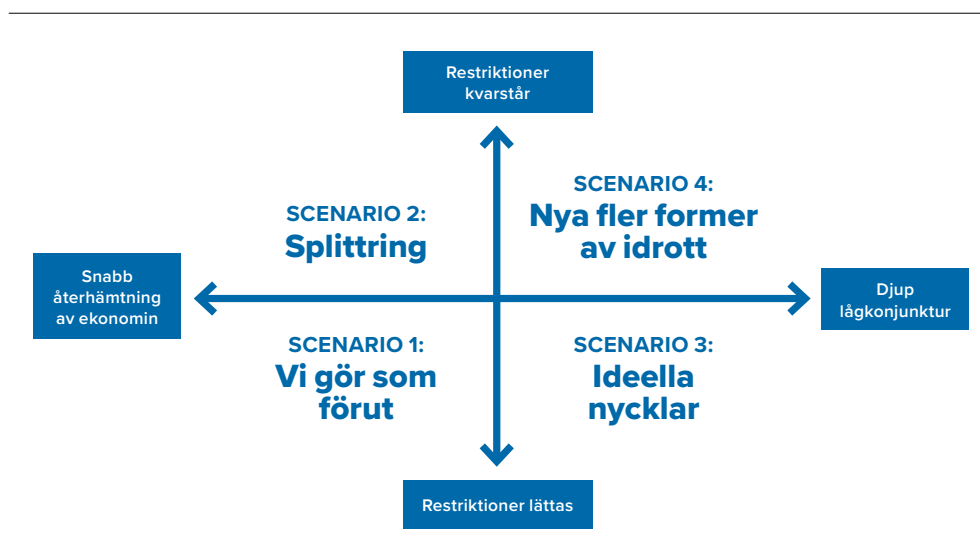 Restriktioner
kvarstår
SCENARIO 4:
Nya fler former
av idrott
SCENARIO 2:
Splittring
Snabb
återhämtning
av ekonomin
Djup
lågkonjunktur
SCENARIO 1:
Vi gör som
förut
SCENARIO 3:
Ideella
nycklar
Restriktioner lättas